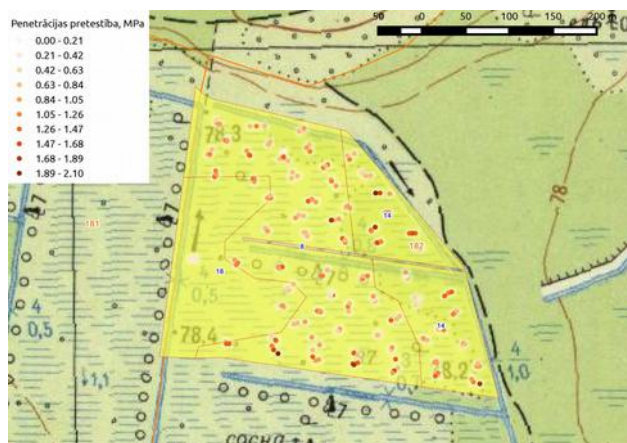 Penetrācijas pretestība, MPa
0.00 - 0.21
0.21 - 0.42
0.42 - 0.63
0.63 - 0.84
0.84 - 1.05
1.05 - 1.26
1.26 - 1.47
1.47 - 1.68
1.68 - 1.89
1.89 - 2.10
50 0 50 100 150 200
78.3
47
14
181
47
182
8
4
0,5
16
4
0,5
47
78
78.4
14
1,1
78.2
4
1,0
47
47
сосна